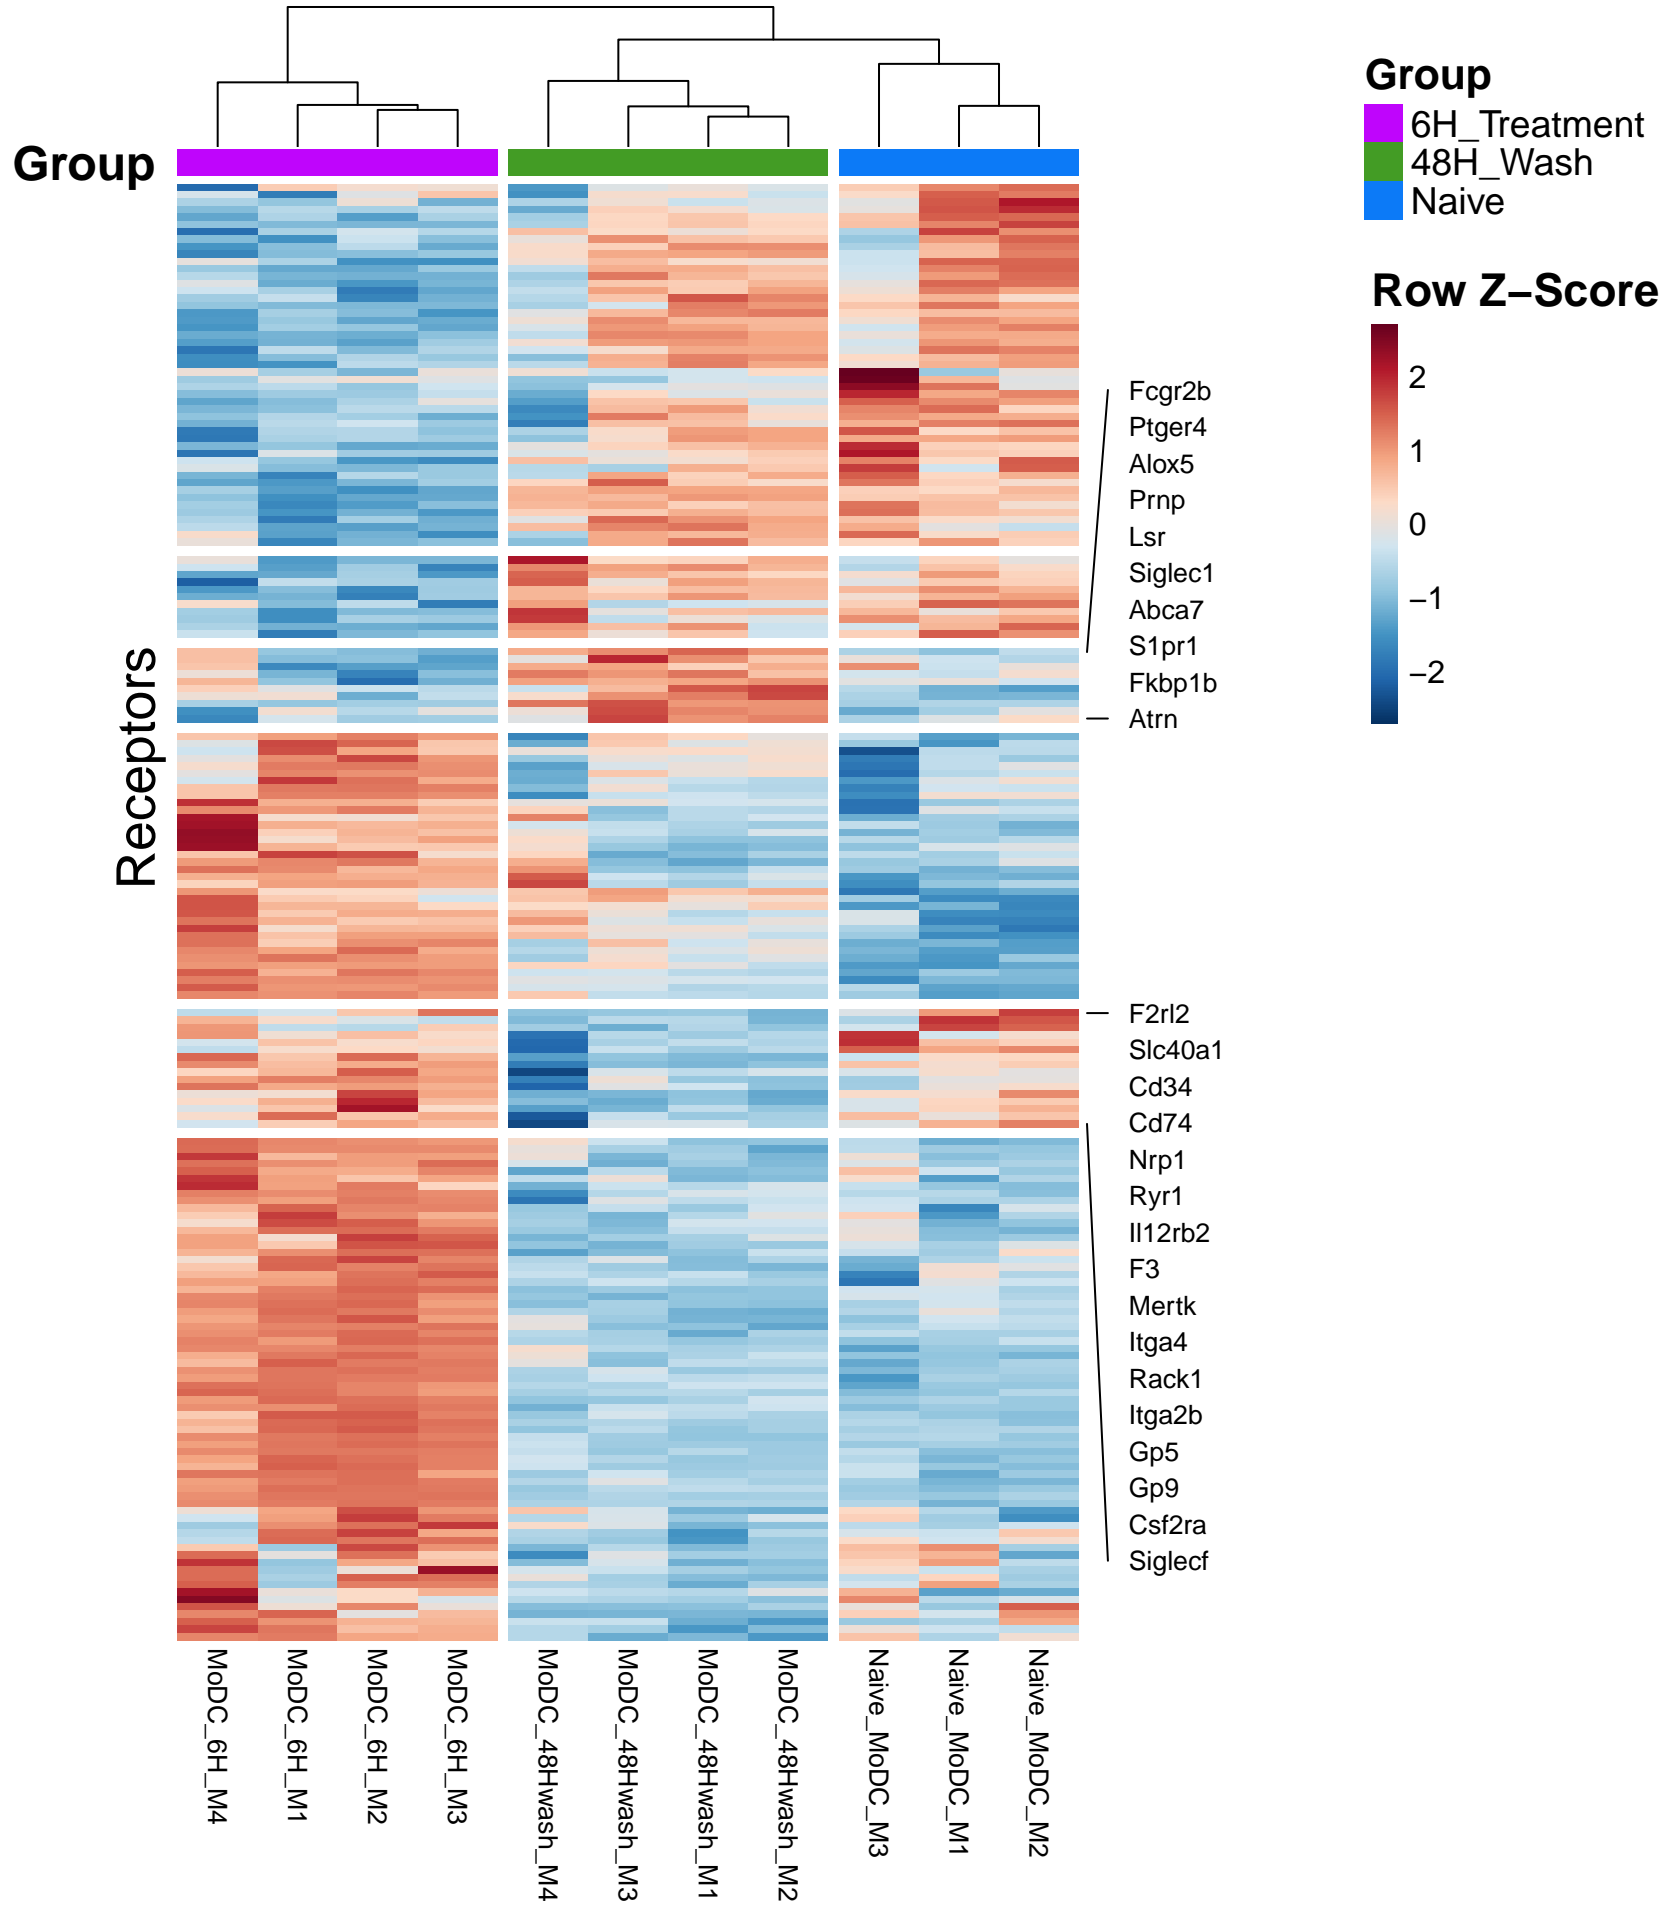 Group
Group
6H_Treatment
48H_Wash
Naive
Row Z−Score
2
1
0
−1
−2
Receptors
Fcgr2b
Ptger4
Alox5
Prnp
Lsr
Siglec1
Abca7
S1pr1
Fkbp1b
Atrn
F2rl2
Slc40a1
Cd34
Cd74
Nrp1
Ryr1
Il12rb2
F3
Mertk
Itga4
Rack1
Itga2b
Gp5
Gp9
Csf2ra
Siglecf
MoDC_6H_M4
MoDC_6H_M1
MoDC_6H_M2
MoDC_6H_M3
MoDC_48Hwash_M4
MoDC_48Hwash_M3
MoDC_48Hwash_M1
MoDC_48Hwash_M2
Naive_MoDC_M3
Naive_MoDC_M1
Naive_MoDC_M2